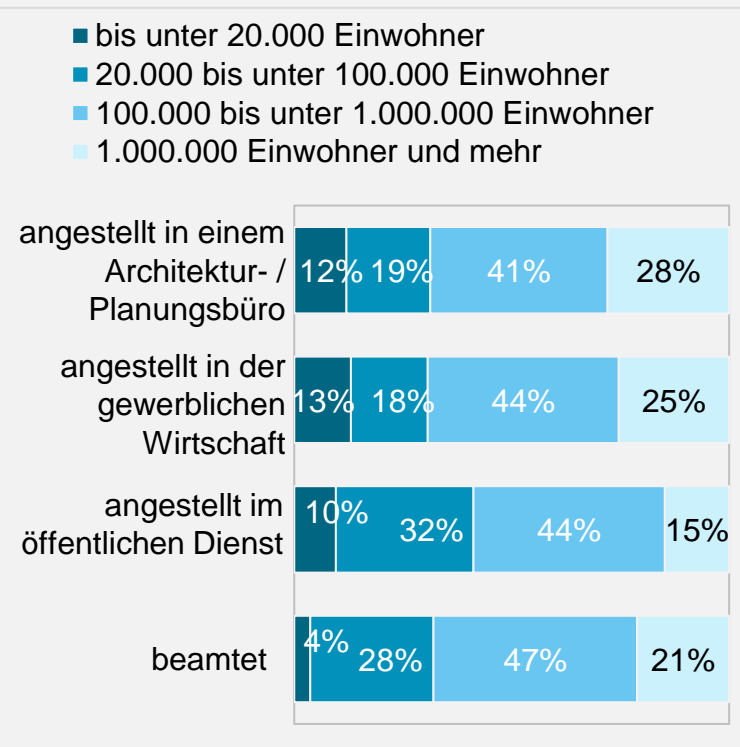 bis unter 20.000 Einwohner
20.000 bis unter 100.000 Einwohner
100.000 bis unter 1.000.000 Einwohner
1.000.000 Einwohner und mehr
angestellt in einem
Architektur- /
Planungsbüro
12% 19% 41% 28%
angestellt in der
gewerblichen
Wirtschaft
13% 18% 44% 25%
angestellt im
öffentlichen Dienst
10% 32% 44% 15%
beamtet
4% 28% 47% 21%